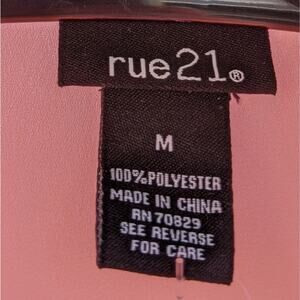 rue21®
M
100%POLYESTER
MADE IN CHINA
RN 70829
SEE REVERSE
FOR CARE